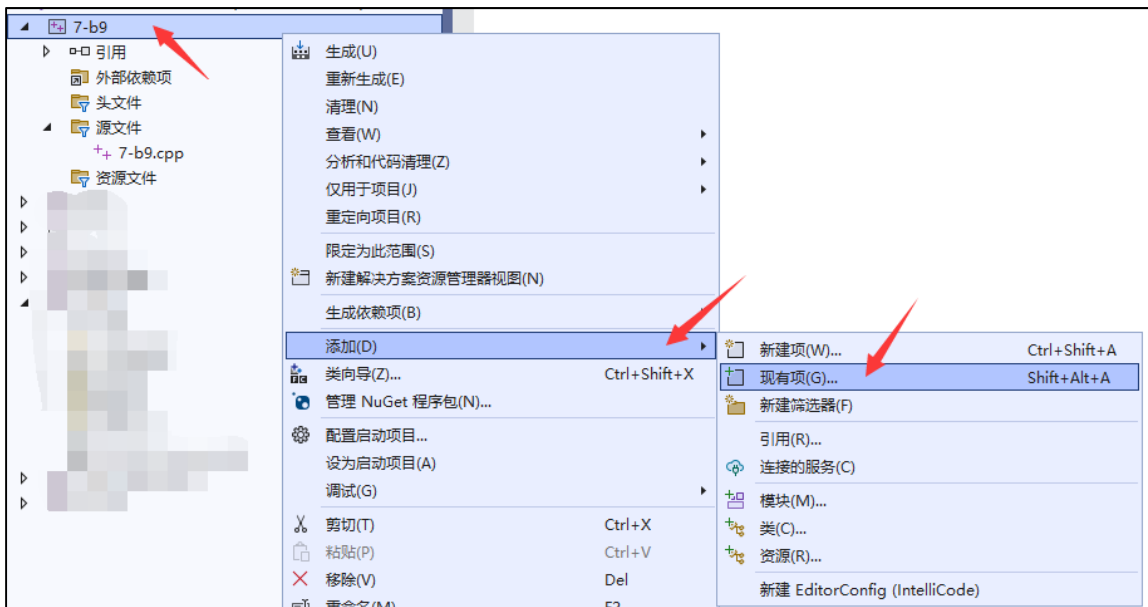 7-b9
引用
外部依赖项
头文件
源文件
++ 7-b9.cpp
资源文件
生成(U)
重新生成(E)
清理(N)
查看(W)
分析和代码清理(Z)
仅用于项目(J)
重定向项目(R)
限定为此范围(S)
新建解决方案资源管理器视图(N)
生成依赖项(B)
添加(D)
类向导(Z)... Ctrl+Shift+X
管理 NuGet 程序包(N)...
配置启动项目...
设为启动项目(A)
调试(G)
剪切(T) Ctrl+X
粘贴(P) Ctrl+V
移除(V) Del
重命名(M) F2
新建项(W)... Ctrl+Shift+A
现有项(G)... Shift+Alt+A
新建筛选器(F)
引用(R)...
连接的服务(C)
模块(M)...
类(C)...
资源(R)...
新建 EditorConfig (IntelliCode)